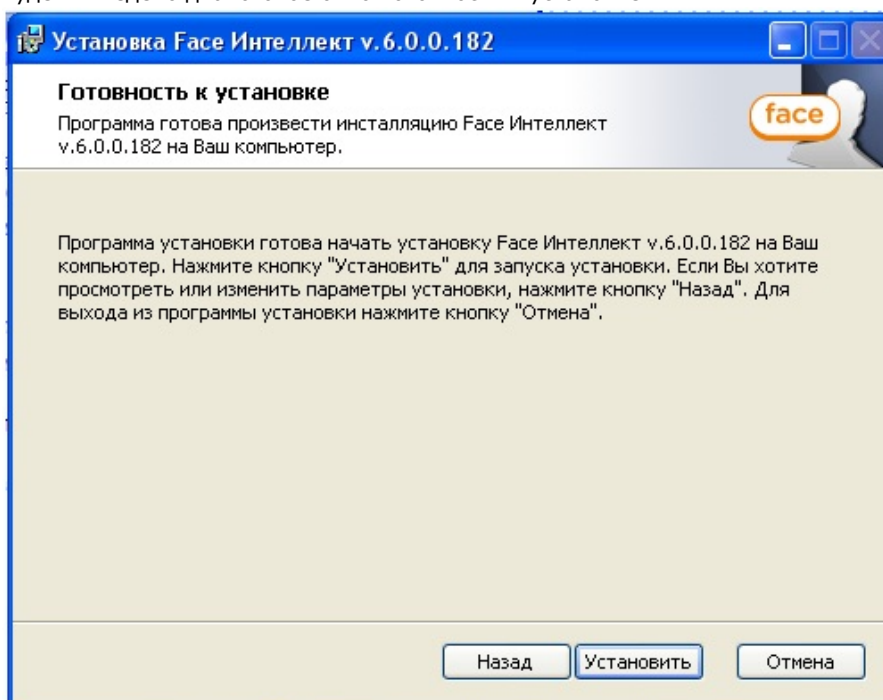 Установка Face Интеллект v.6.0.0.182
Готовность к установке
Программа готова произвести инсталляцию Face Интеллект
v.6.0.0.182 на Ваш компьютер.
face
Программа установки готова начать установку Face Интеллект v.6.0.0.182 на Ваш
компьютер. Нажмите кнопку "Установить" для запуска установки. Если Вы хотите
просмотреть или изменить параметры установки, нажмите кнопку "Назад". Для
выхода из программы установки нажмите кнопку "Отмена".
Назад Установить Отмена